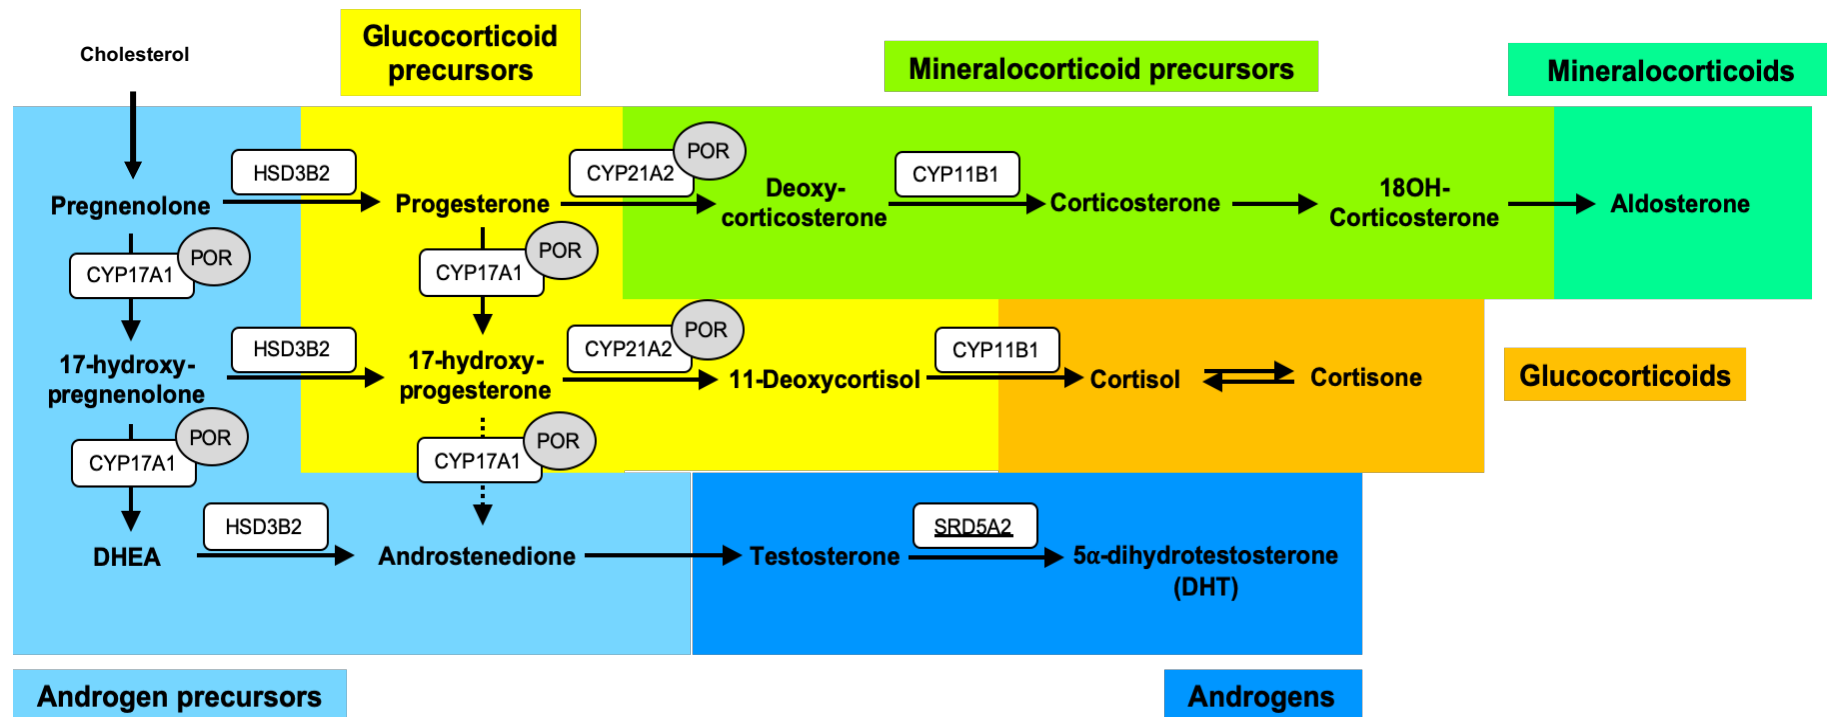 Cholesterol
Glucocorticoid
precursors
Mineralocorticoid precursors
Mineralocorticoids
Pregnenolone
HSD3B2
Progesterone
CYP21A2
POR
Deoxy-
corticosterone
CYP11B1
Corticosterone
18OH-
Corticosterone
Aldosterone
CYP17A1
POR
CYP17A1
POR
17-hydroxy-
pregnenolone
HSD3B2
17-hydroxy-
progesterone
CYP21A2
POR
11-Deoxycortisol
CYP11B1
Cortisol
Cortisone
Glucocorticoids
CYP17A1
POR
CYP17A1
POR
DHEA
HSD3B2
Androstenedione
Testosterone
SRD5A2
5α-dihydrotestosterone
(DHT)
Androgen precursors
Androgens